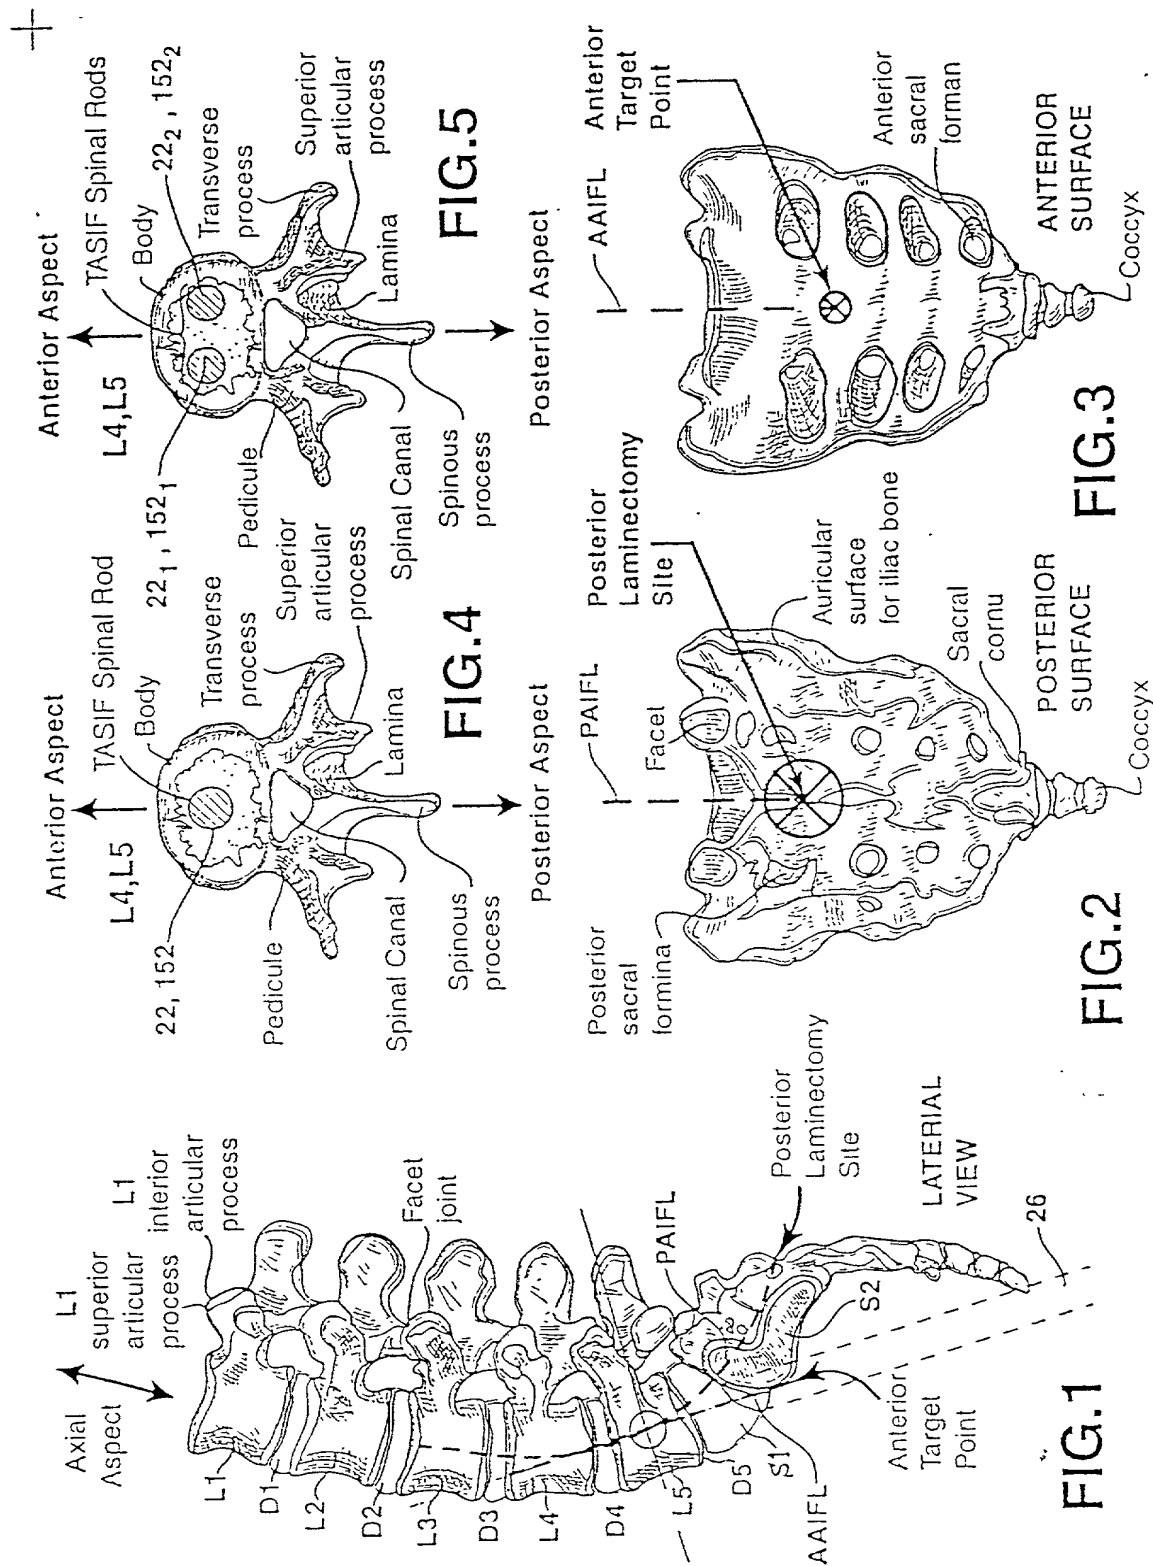 Axial
Aspect
L1
superior
articular
process
L1
interior
articular
process
L1
D1
L2
D2
L3
D3
L4
D4
L5
D5
S1
AAIFL
Facet
joint
PAIFL
a₀
S2
Posterior
Laminectomy
Site
Anterior
Target
Point
LATERIAL
VIEW
26
FIG.1
Posterior
sacral
formina
PAIFL
Facet
Posterior
Laminectomy
Site
Auricular
surface
for iliac bone
Sacral
cornu
POSTERIOR
SURFACE
Coccyx
FIG.2
AAIFL
Anterior
Target
Point
Anterior
sacral
forman
ANTERIOR
SURFACE
Coccyx
FIG.3
Anterior Aspect
L4,L5
TASIF Spinal Rod
Body
22, 152
Transverse
process
Superior
articular
process
Pedicule
Lamina
Spinal Canal
Spinous
process
Posterior Aspect
FIG.4
Anterior Aspect
L4,L5
TASIF Spinal Rods
Body
22₁, 152₁
22₂, 152₂
Transverse
process
Superior
articular
process
Pedicule
Lamina
Spinal Canal
Spinous
process
Posterior Aspect
FIG.5